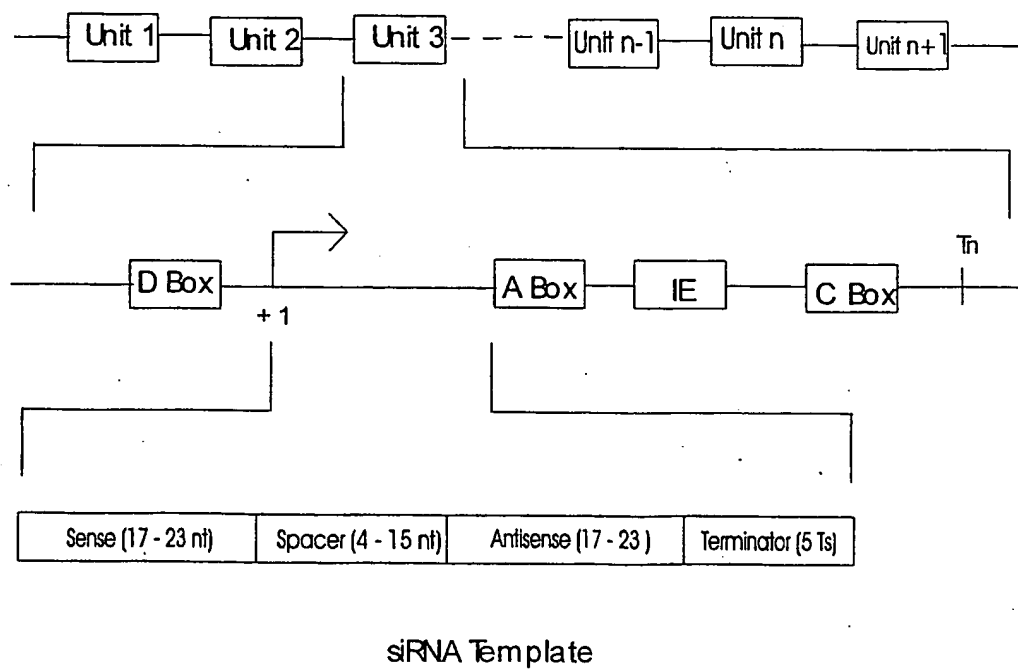 Unit 1 Unit 2 Unit 3 Unit n-1 Unit n Unit n+1
Tn
D Box A Box IE C Box
+ 1
Sense (17 - 23 nt) Spacer (4 - 15 nt) Antisense (17 - 23 ) Terminator (5 Ts)
siRNA Template